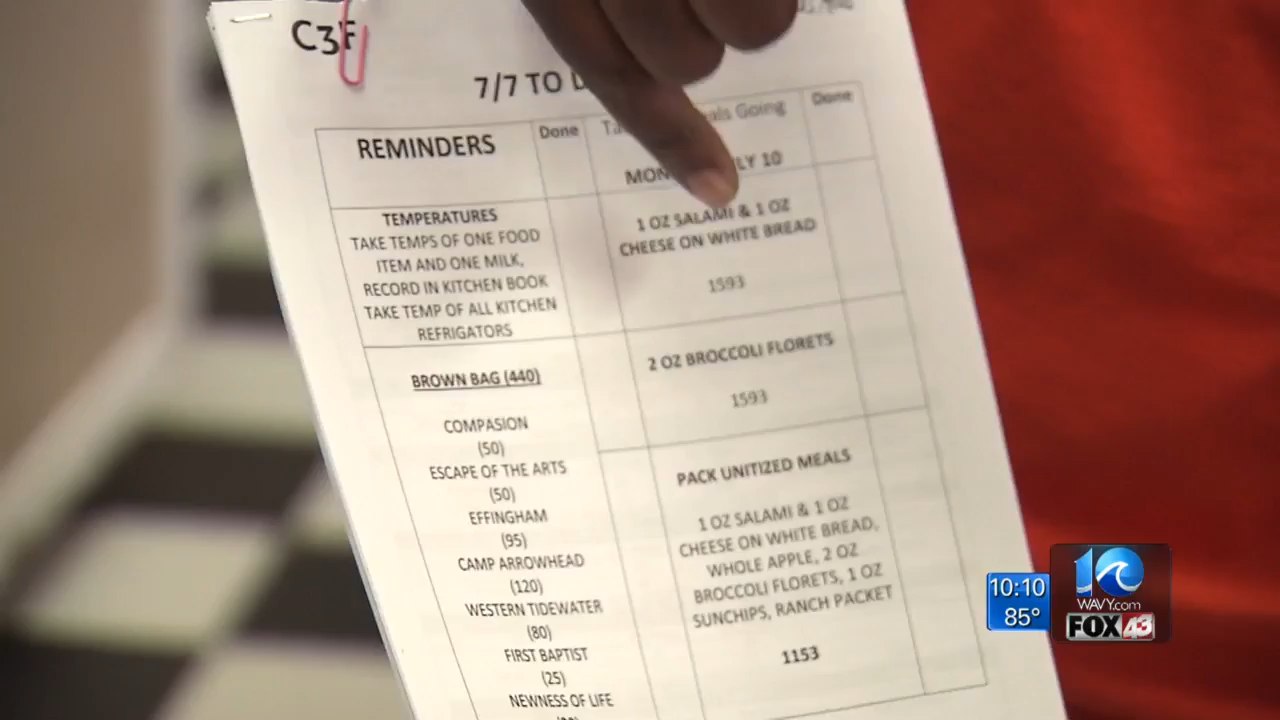 C3F
7/7 TO
REMINDERS
Done
Going
Done
10
TEMPERATURES
TAKE TEMPS OF ONE FOOD
ITEM AND ONE MILK,
RECORD IN KITCHEN BOOK
TAKE TEMP OF ALL KITCHEN
REFRIGATORS
1 OZ SALAMI & 1 OZ
CHEESE ON WHITE BREAD
1593
BROWN BAG (440)
COMPASION
(50)
ESCAPE OF THE ARTS
(50)
EFFINGHAM
(95)
CAMP ARROWHEAD
(120)
WESTERN TIDEWATER
(80)
FIRST BAPTIST
(25)
NEWNESS OF LIFE
2 OZ BROCCOLI FLORETS
1593
PACK UNITIZED MEALS
1 OZ SALAMI & 1 OZ
CHEESE ON WHITE BREAD,
WHOLE APPLE, 2 OZ
BROCCOLI FLORETS, 1 OZ
SUNCHIPS, RANCH PACKET
1153
10:10
85°
10
WAVY.com
FOX 43